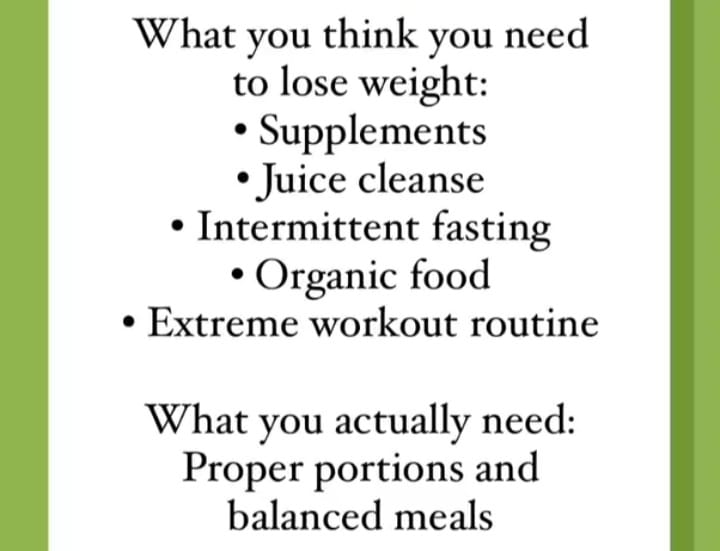 What you think you need
to lose weight:
• Supplements
• Juice cleanse
• Intermittent fasting
• Organic food
• Extreme workout routine
What you actually need:
Proper portions and
balanced meals